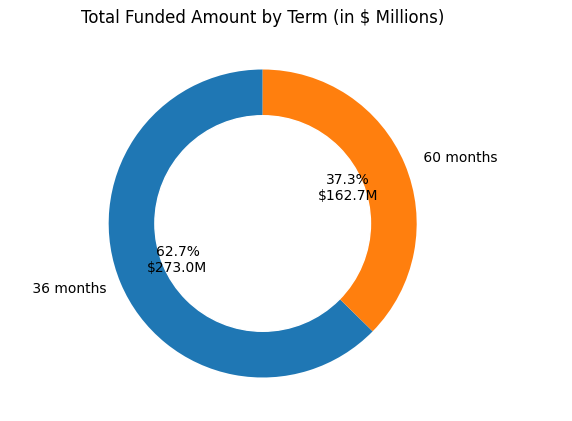 Total Funded Amount by Term (in $ Millions)
60 months
37.3%
$162.7M
62.7%
$273.0M
36 months